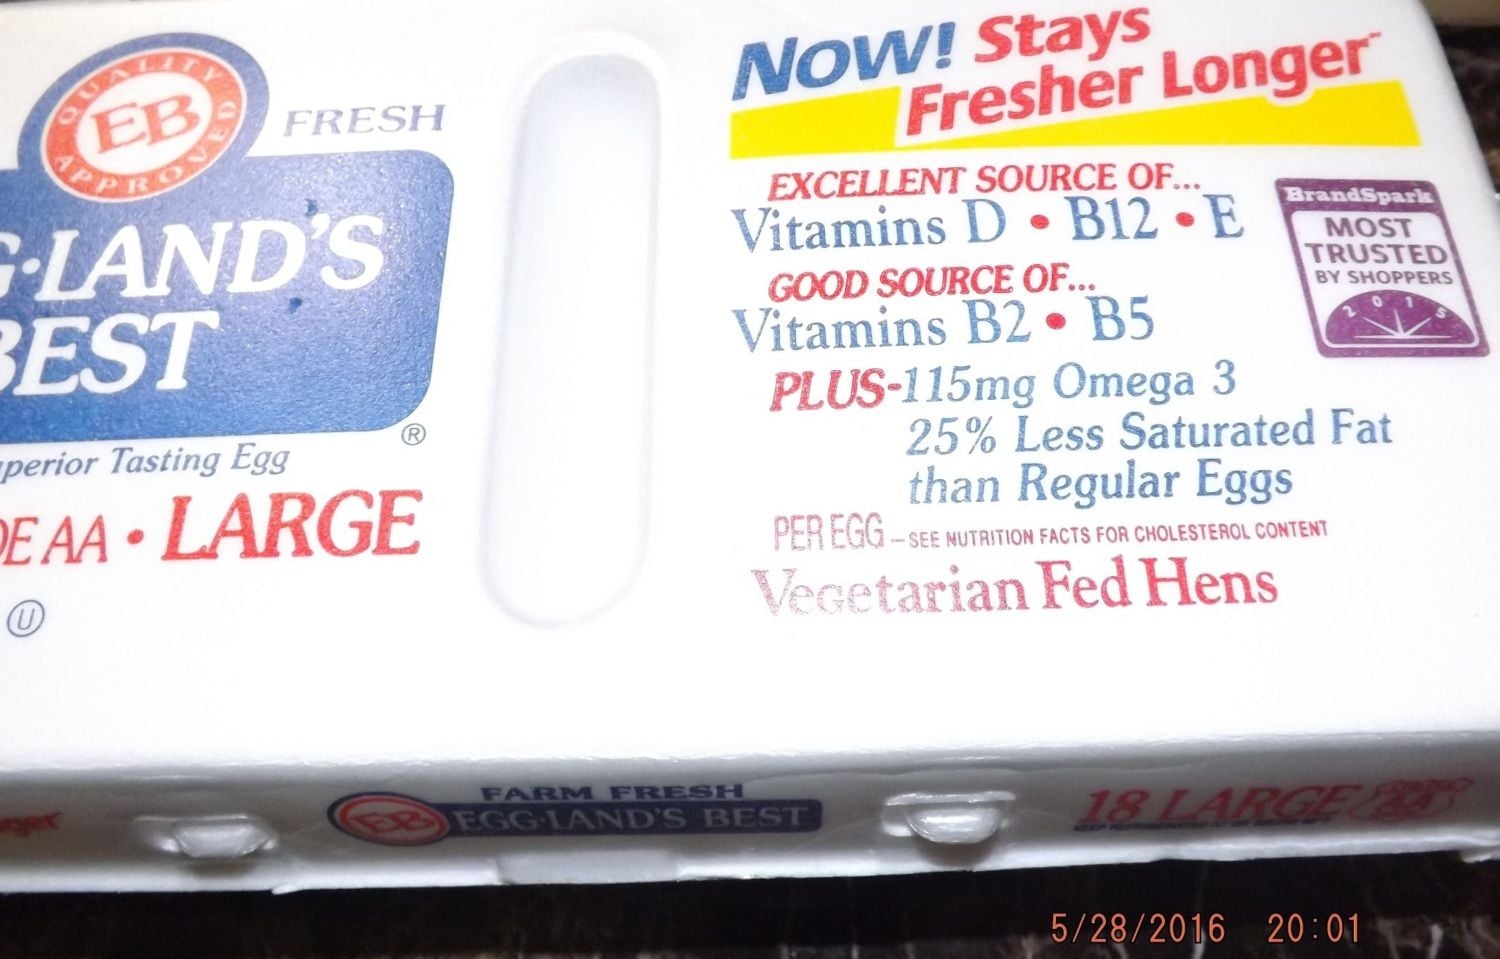 QUALITY
EB
APPROVED
FRESH
G·LAND'S
BEST
®
perior Tasting Egg
DE AA • LARGE
U
NOW! Stays
Fresher Longer™
EXCELLENT SOURCE OF...
Vitamins D • B12 • E
GOOD SOURCE OF...
Vitamins B2 • B5
PLUS-115mg Omega 3
25% Less Saturated Fat
than Regular Eggs
PER EGG – SEE NUTRITION FACTS FOR CHOLESTEROL CONTENT
Vegetarian Fed Hens
BrandSpark
MOST
TRUSTED
BY SHOPPERS
2015
FARM FRESH
EB EGG·LAND'S BEST
18 LARGE AA
5/28/2016 20:01